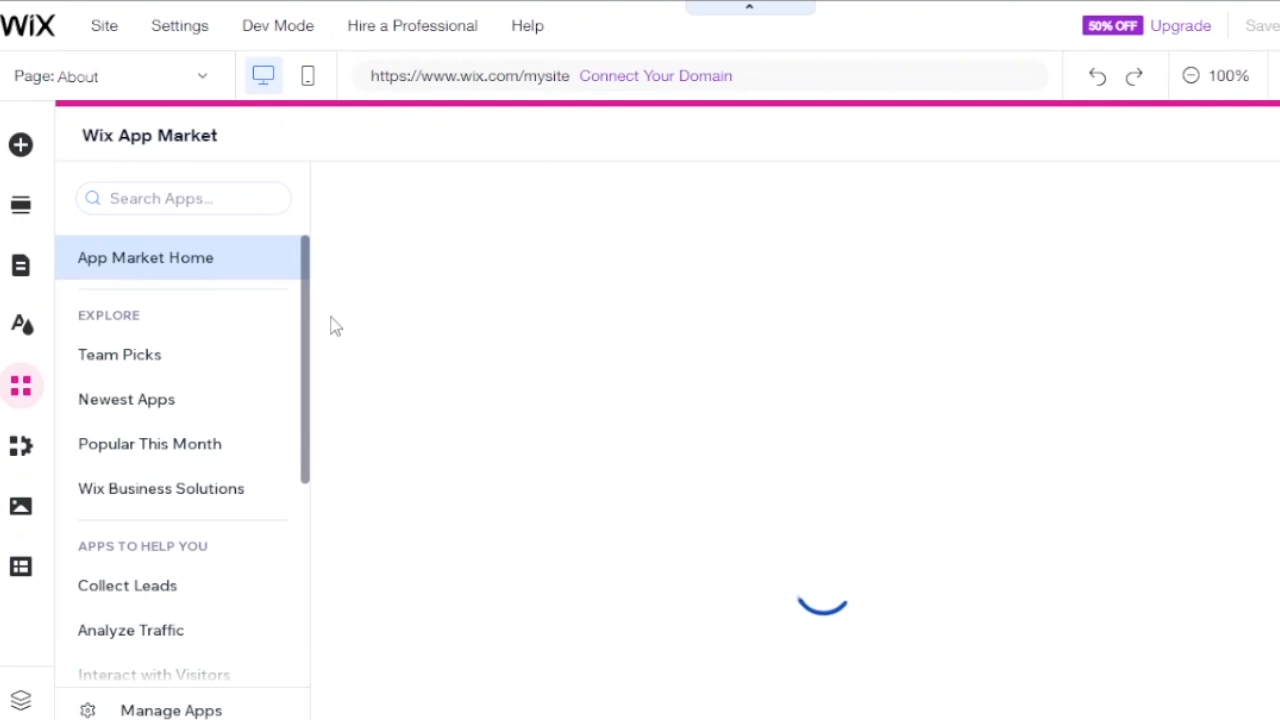 WiX Site Settings Dev Mode Hire a Professional Help 50% OFF Upgrade Save
Page: About https://www.wix.com/mysite Connect Your Domain 100%
Wix App Market
Search Apps...
App Market Home
EXPLORE
Team Picks
Newest Apps
Popular This Month
Wix Business Solutions
APPS TO HELP YOU
Collect Leads
Analyze Traffic
Interact with Visitors
Manage Apps